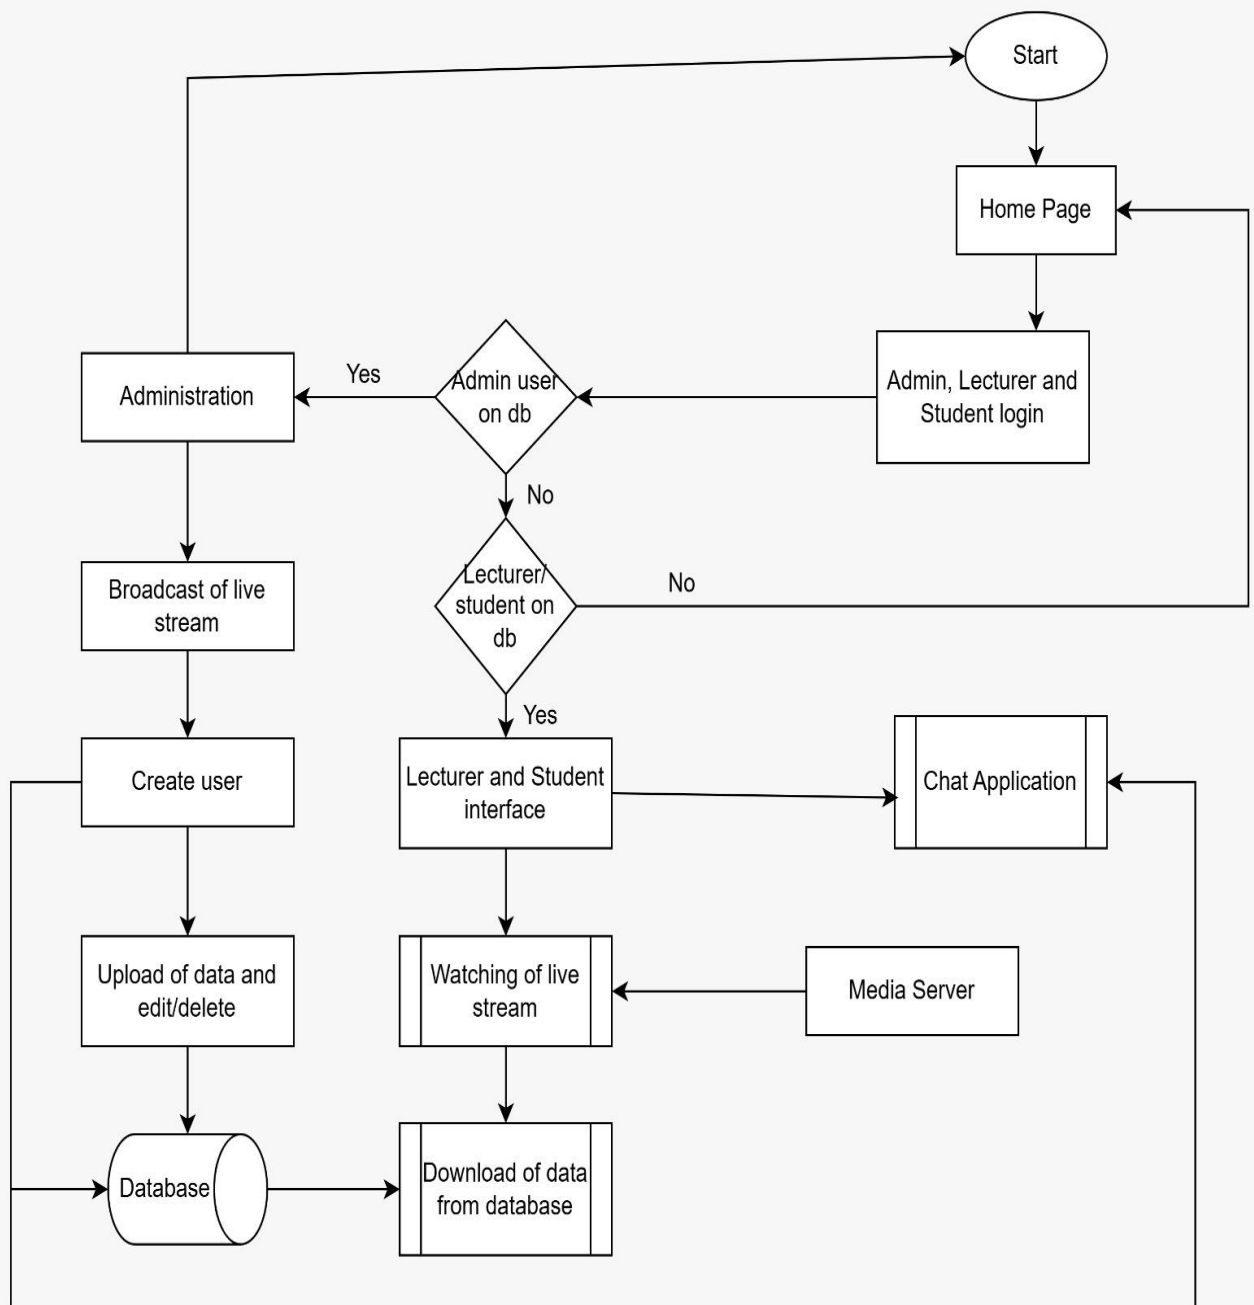 Start
Home Page
Admin, Lecturer and
Student login
Admin user
on db
Yes
Administration
No
Lecturer/
student on
db
No
Broadcast of live
stream
Yes
Create user
Lecturer and Student
interface
Chat Application
Upload of data and
edit/delete
Watching of live
stream
Media Server
Database
Download of data
from database